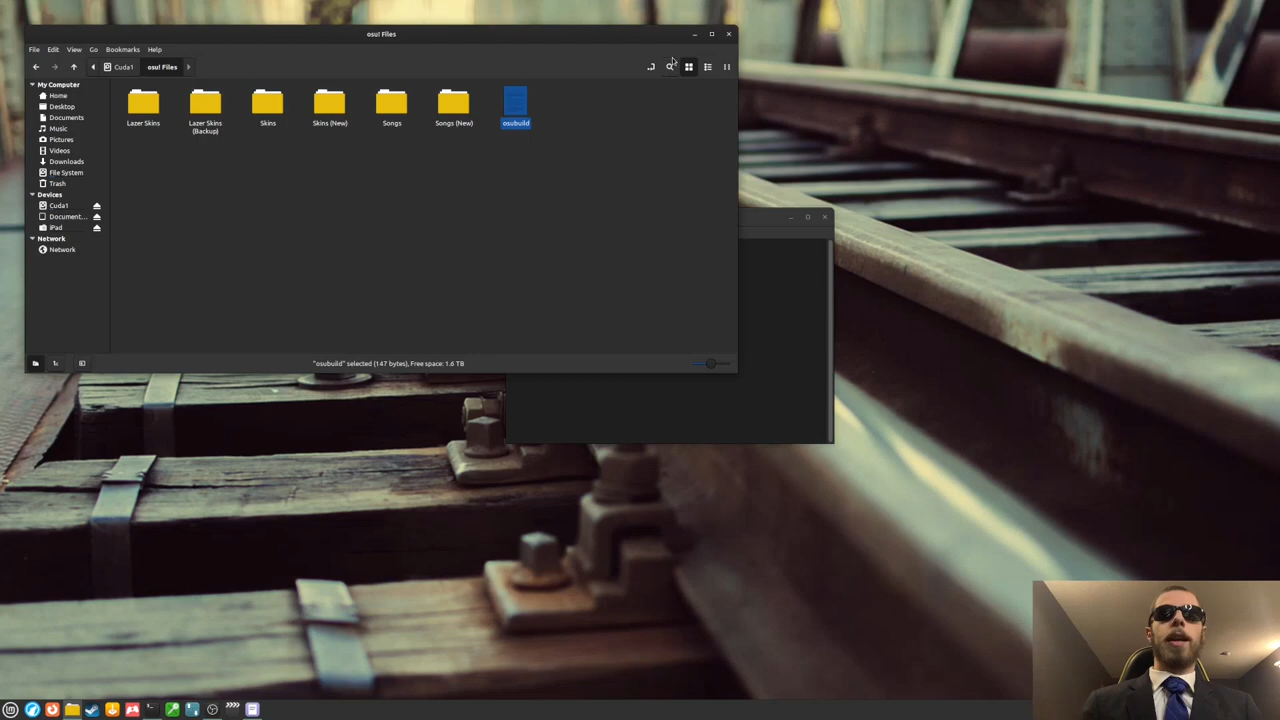 osu! Files
File Edit View Go Bookmarks Help
Cuda1 osu! Files
My Computer
Home
Desktop
Documents
Music
Pictures
Videos
Downloads
File System
Trash
Devices
Cuda1
Document...
iPad
Network
Network
Lazer Skins
Lazer Skins
(Backup)
Skins
Skins (New)
Songs
Songs (New)
osubuild
"osubuild" selected (147 bytes), Free space: 1.6 TB